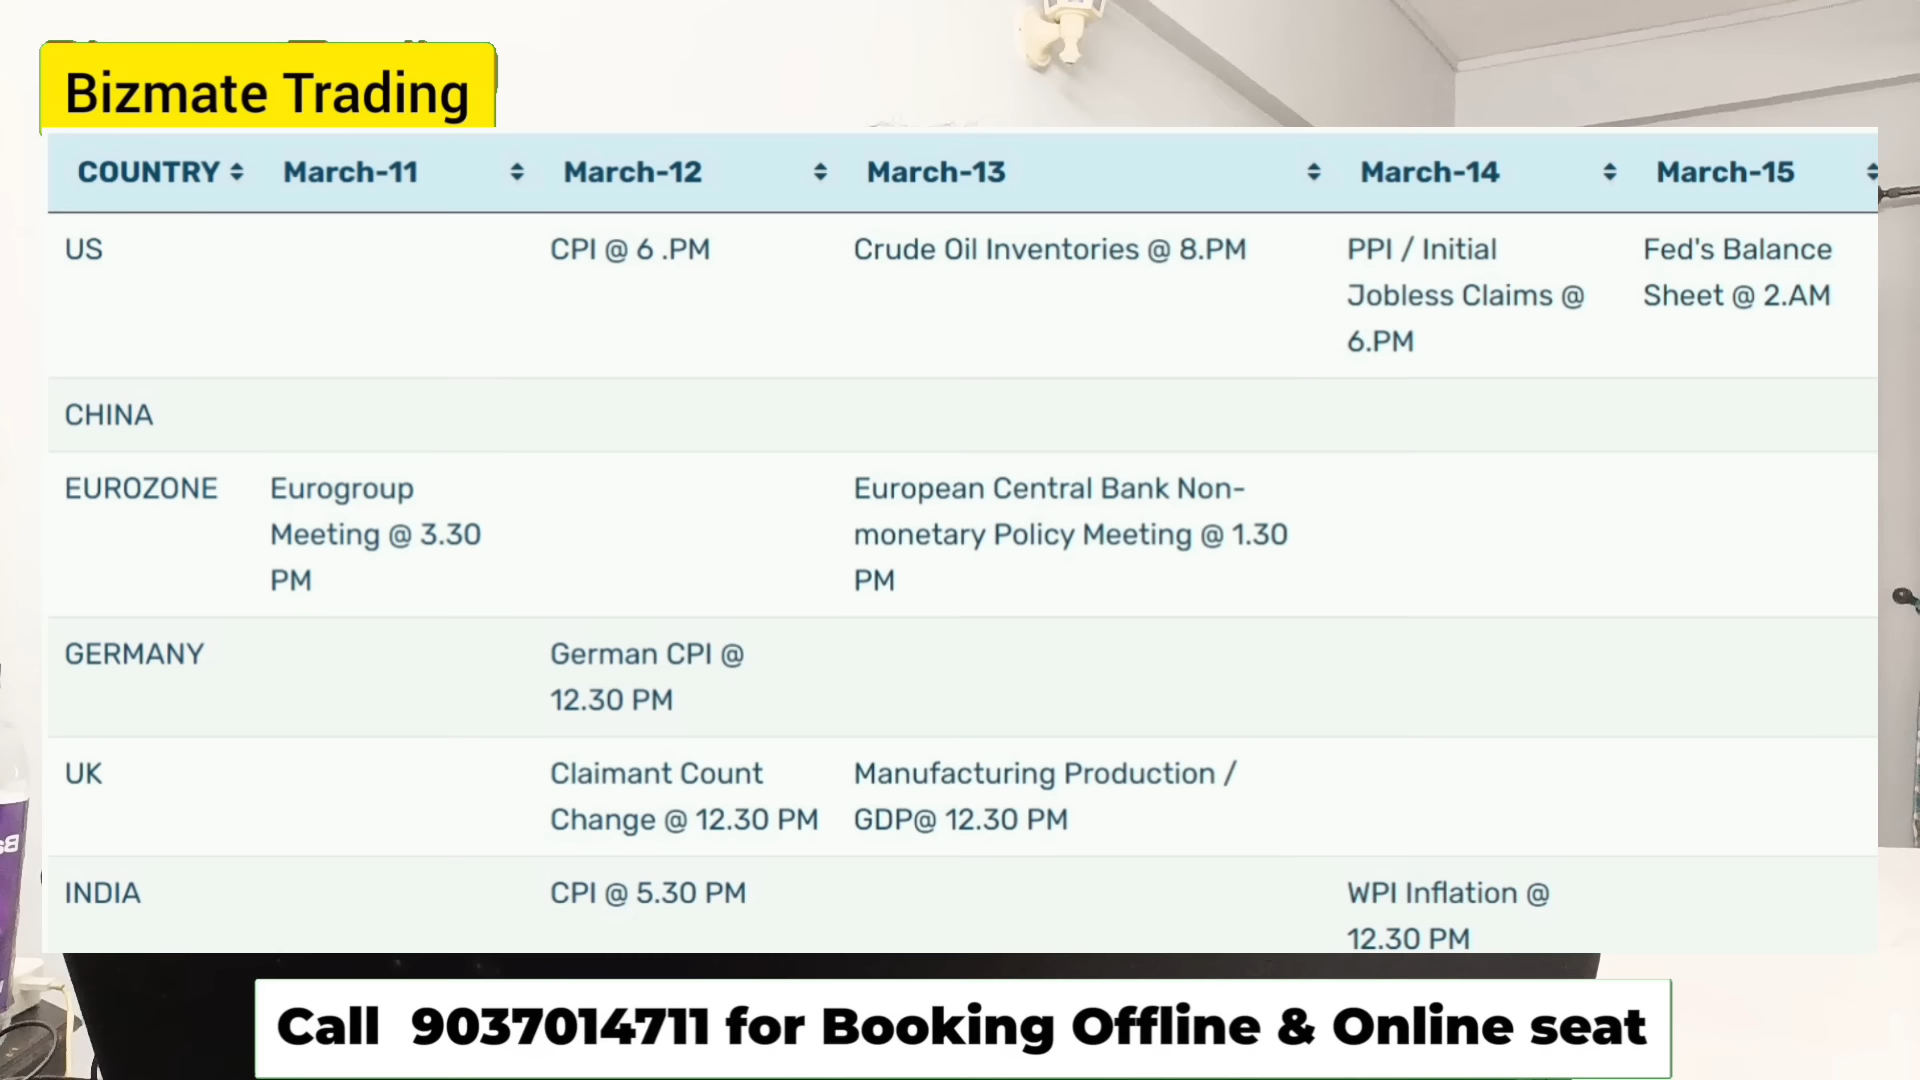 Bizmate Trading
COUNTRY March-11 March-12 March-13 March-14 March-15
US CPI @ 6 .PM Crude Oil Inventories @ 8.PM PPI / Initial Fed's Balance
Jobless Claims @ Sheet @ 2.AM
6.PM
CHINA
EUROZONE Eurogroup European Central Bank Non-
Meeting @ 3.30 monetary Policy Meeting @ 1.30
PM PM
GERMANY German CPI @
12.30 PM
UK Claimant Count Manufacturing Production /
Change @ 12.30 PM GDP@ 12.30 PM
INDIA CPI @ 5.30 PM WPI Inflation @
12.30 PM
Call 9037014711 for Booking Offline & Online seat